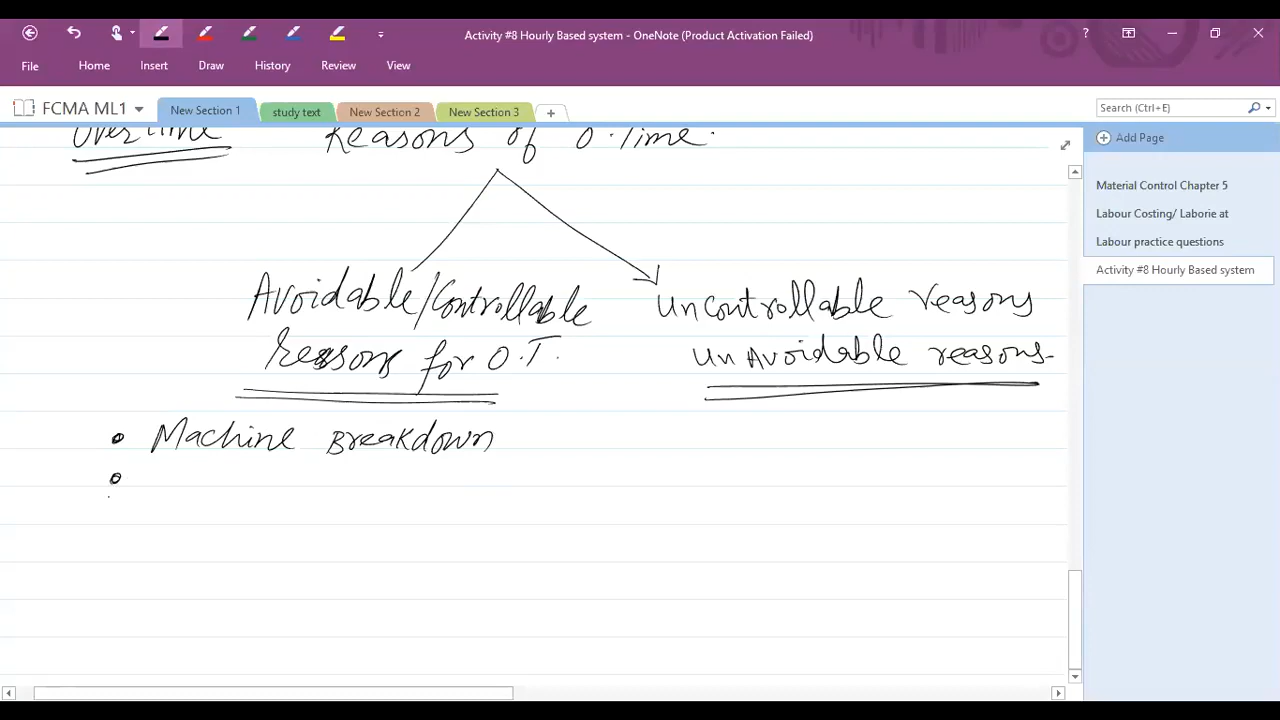 Activity #8 Hourly Based system - OneNote (Product Activation Failed)
?
File Home Insert Draw History Review View
FCMA ML1 New Section 1 study text New Section 2 New Section 3 +
Search (Ctrl+E)
Add Page
Material Control Chapter 5
Labour Costing/ Laborie at
Labour practice questions
Activity #8 Hourly Based system
Overtime Reasons of O.Time.
Avoidable/Controllable
Reasons for O.T.
Uncontrollable reasons
UnAvoidable reasons-
• Machine Breakdown
•